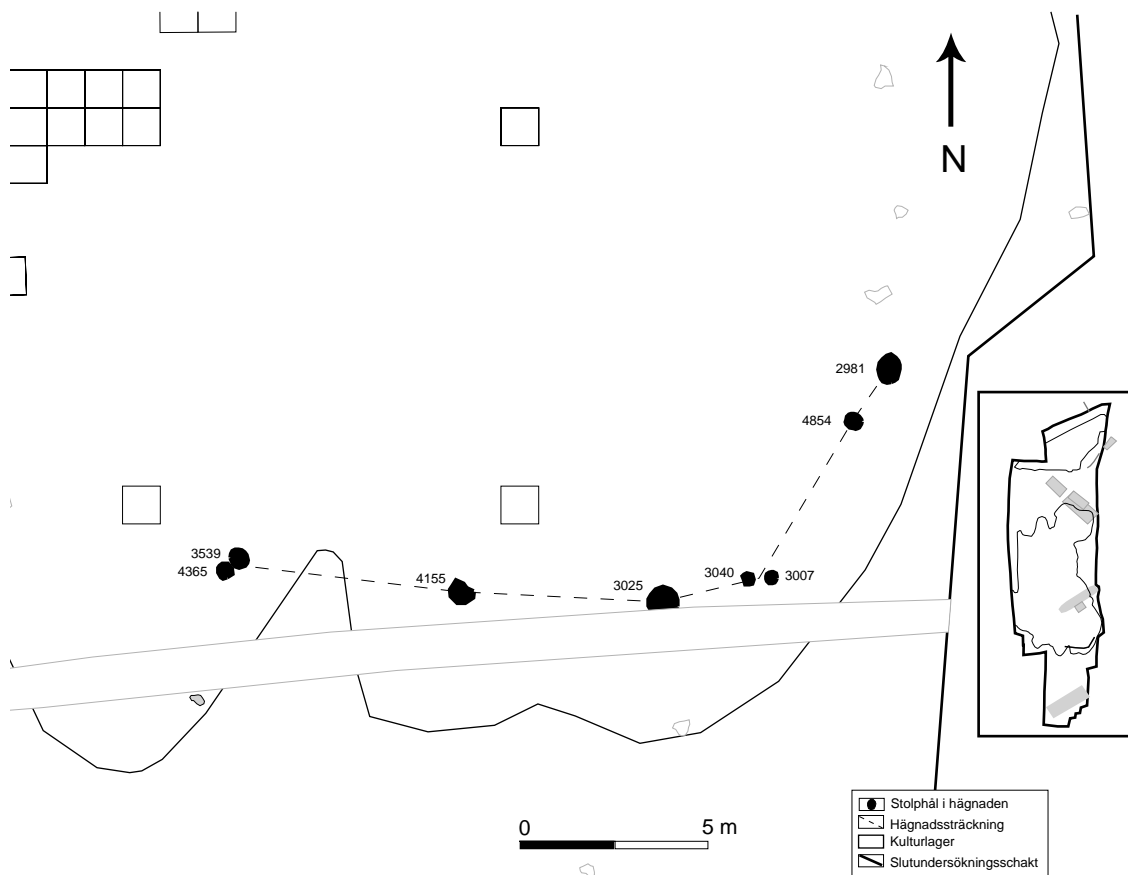 N
2981
4854
3539
4365
4155
3025
3040
3007
0 5 m
Stolphål i hägnaden
Hägnadssträckning
Kulturlager
Slutundersökningsschakt